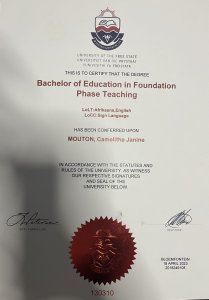 UNIVERSITY OF THE FREE STATE
UNIVERSITEIT VAN DIE VRYSTAAT
YUNIVESITHI YA FREISTATA
THIS IS TO CERTIFY THAT THE DEGREE
Bachelor of Education in Foundation
Phase Teaching
LoLT:Afrikaans,English
LoCC:Sign Language
HAS BEEN CONFERRED UPON
MOUTON, Camelithe Janine
IN ACCORDANCE WITH THE STATUTES AND
RULES OF THE UNIVERSITY. AS WITNESS
OUR RESPECTIVE SIGNATURES
AND SEAL OF THE
UNIVERSITY BELOW.
BLOEMFONTEIN
18 APRIL 2023
130310